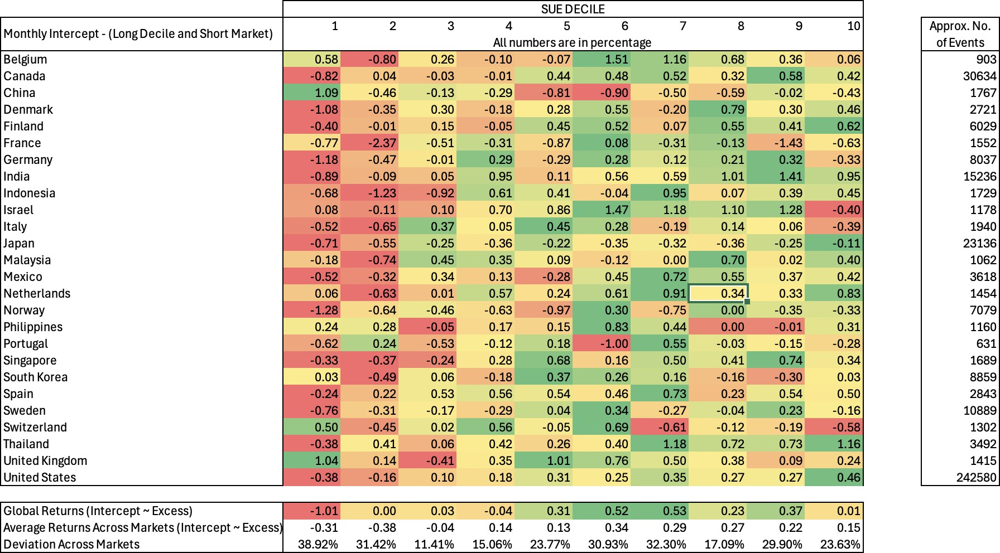 SUE DECILE
Monthly Intercept - (Long Decile and Short Market) 1 2 3 4 5 6 7 8 9 10 Approx. No.
All numbers are in percentage of Events
Belgium 0.58 -0.80 0.26 -0.10 -0.07 1.51 1.16 0.68 0.36 0.06 903
Canada -0.82 0.04 -0.03 -0.01 0.44 0.48 0.52 0.32 0.58 0.42 30634
China 1.09 -0.46 -0.13 -0.29 -0.81 -0.90 -0.50 -0.59 -0.02 -0.43 1767
Denmark -1.08 -0.35 0.30 -0.18 0.28 0.55 -0.20 0.79 0.30 0.46 2721
Finland -0.40 -0.01 0.15 -0.05 0.45 0.52 0.07 0.55 0.41 0.62 6029
France -0.77 -2.37 -0.51 -0.31 -0.87 0.08 -0.31 -0.13 -1.43 -0.63 1552
Germany -1.18 -0.47 -0.01 0.29 -0.29 0.28 0.12 0.21 0.32 -0.33 8037
India -0.89 -0.09 0.05 0.95 0.11 0.56 0.59 1.01 1.41 0.95 15236
Indonesia -0.68 -1.23 -0.92 0.61 0.41 -0.04 0.95 0.07 0.39 0.45 1729
Israel 0.08 -0.11 0.10 0.70 0.86 1.47 1.18 1.10 1.28 -0.40 1178
Italy -0.52 -0.65 0.37 0.05 0.45 0.28 -0.19 0.14 0.06 -0.39 1940
Japan -0.71 -0.55 -0.25 -0.36 -0.22 -0.35 -0.32 -0.36 -0.25 -0.11 23136
Malaysia -0.18 -0.74 0.45 0.35 0.09 -0.12 0.00 0.70 0.02 0.40 1062
Mexico -0.52 -0.32 0.34 0.13 -0.28 0.45 0.72 0.55 0.37 0.42 3618
Netherlands 0.06 -0.63 0.01 0.57 0.24 0.61 0.91 0.34 0.33 0.83 1454
Norway -1.28 -0.64 -0.46 -0.63 -0.97 0.30 -0.75 0.00 -0.35 -0.33 7079
Philippines 0.24 0.28 -0.05 0.17 0.15 0.83 0.44 0.00 -0.01 0.31 1160
Portugal -0.62 0.24 -0.53 -0.12 0.18 -1.00 0.55 -0.03 -0.15 -0.28 631
Singapore -0.33 -0.37 -0.24 0.28 0.68 0.16 0.50 0.41 0.74 0.34 1689
South Korea 0.03 -0.49 0.06 -0.18 0.37 0.26 0.16 -0.16 -0.30 0.03 8859
Spain -0.24 0.22 0.53 0.56 0.54 0.46 0.73 0.23 0.54 0.50 2843
Sweden -0.76 -0.31 -0.17 -0.29 0.04 0.34 -0.27 -0.04 0.23 -0.16 10889
Switzerland 0.50 -0.45 0.02 0.56 -0.05 0.69 -0.61 -0.12 -0.19 -0.58 1302
Thailand -0.38 0.41 0.06 0.42 0.26 0.40 1.18 0.72 0.73 1.16 3492
United Kingdom 1.04 0.14 -0.41 0.35 1.01 0.76 0.50 0.38 0.09 0.24 1415
United States -0.38 -0.16 0.10 0.18 0.31 0.25 0.35 0.27 0.27 0.46 242580
Global Returns (Intercept ~ Excess) -1.01 0.00 0.03 -0.04 0.31 0.52 0.53 0.23 0.37 0.01
Average Returns Across Markets (Intercept ~ Excess) -0.31 -0.38 -0.04 0.14 0.13 0.34 0.29 0.27 0.22 0.15
Deviation Across Markets 38.92% 31.42% 11.41% 15.06% 23.77% 30.93% 32.30% 17.09% 29.90% 23.63%